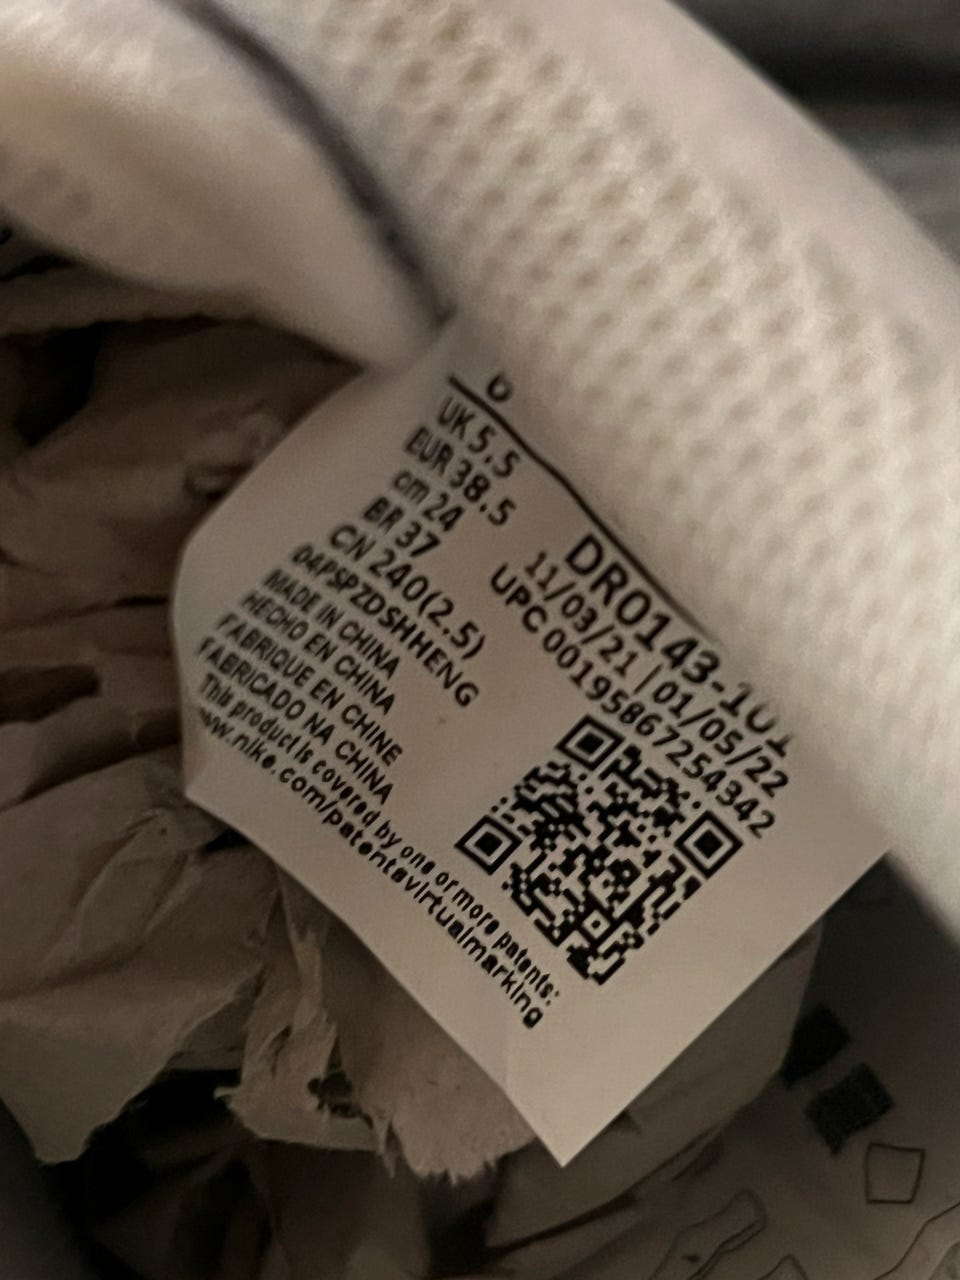 6
UK 5.5
EUR 38.5
cm 24
BR 37
CN 240(2.5)
D4PSPZDSHHENG
MADE IN CHINA
HECHO EN CHINA
FABRIQUE EN CHINE
FABRICADO NA CHINA
This product is covered by one or more patents:
www.nike.com/patentsvirtualmarking
DR0143-101
11/03/21 | 01/05/22
UPC 00195867254342